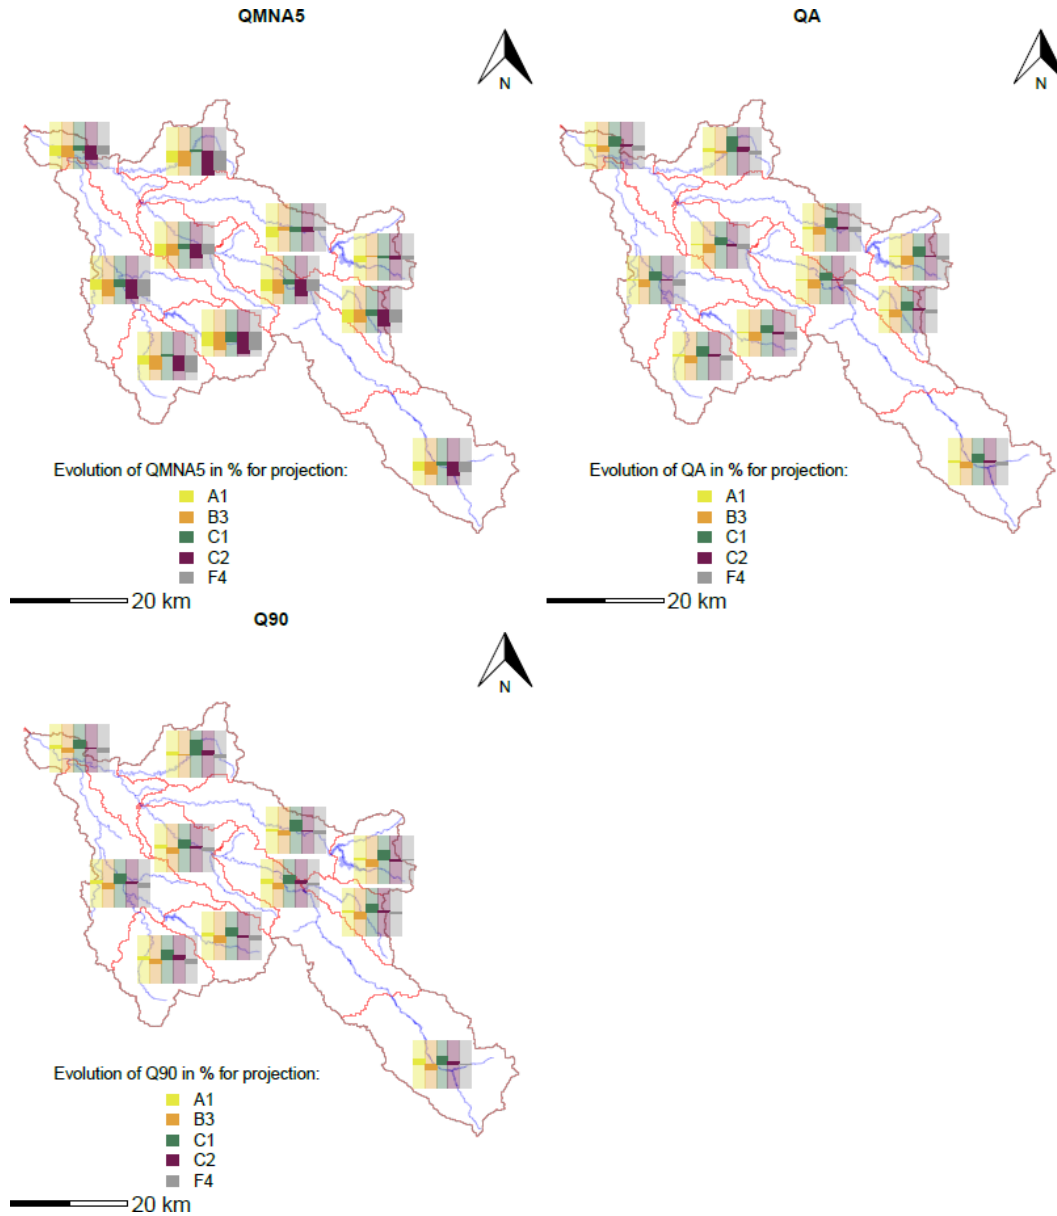 QMNA5
N
Evolution of QMNA5 in % for projection:
A1
B3
C1
C2
F4
20 km
QA
N
Evolution of QA in % for projection:
A1
B3
C1
C2
F4
20 km
Q90
N
Evolution of Q90 in % for projection:
A1
B3
C1
C2
F4
20 km